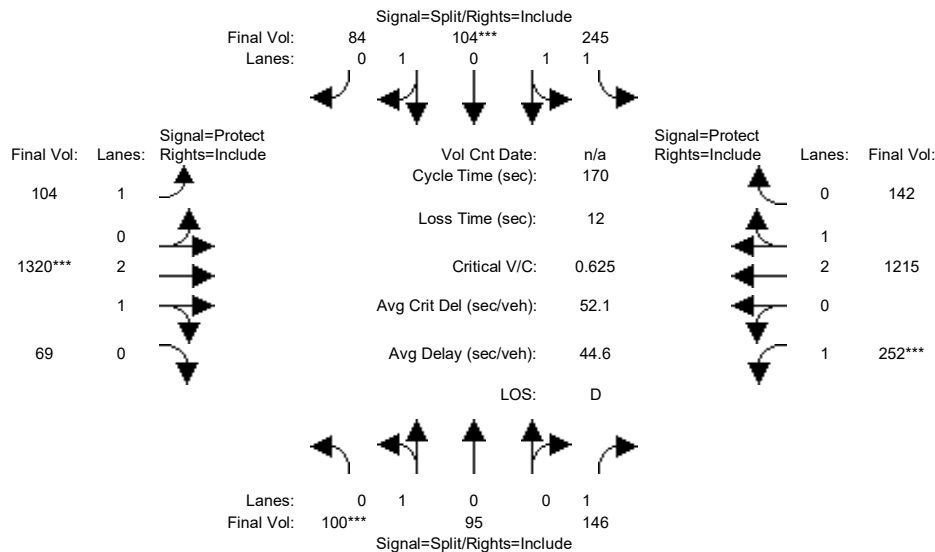 Signal=Split/Rights=Include
Final Vol: 84 104*** 245
Lanes: 0 1 0 1 1
Signal=Protect Signal=Protect
Final Vol: Lanes: Rights=Include Vol Cnt Date: n/a Rights=Include Lanes: Final Vol:
Cycle Time (sec): 170
104 1 0 142
Loss Time (sec): 12
0 1
1320*** 2 Critical V/C: 0.625 2 1215
1 Avg Crit Del (sec/veh): 52.1 0
69 0 Avg Delay (sec/veh): 44.6 1 252***
LOS: D
Lanes: 0 1 0 0 1
Final Vol: 100*** 95 146
Signal=Split/Rights=Include